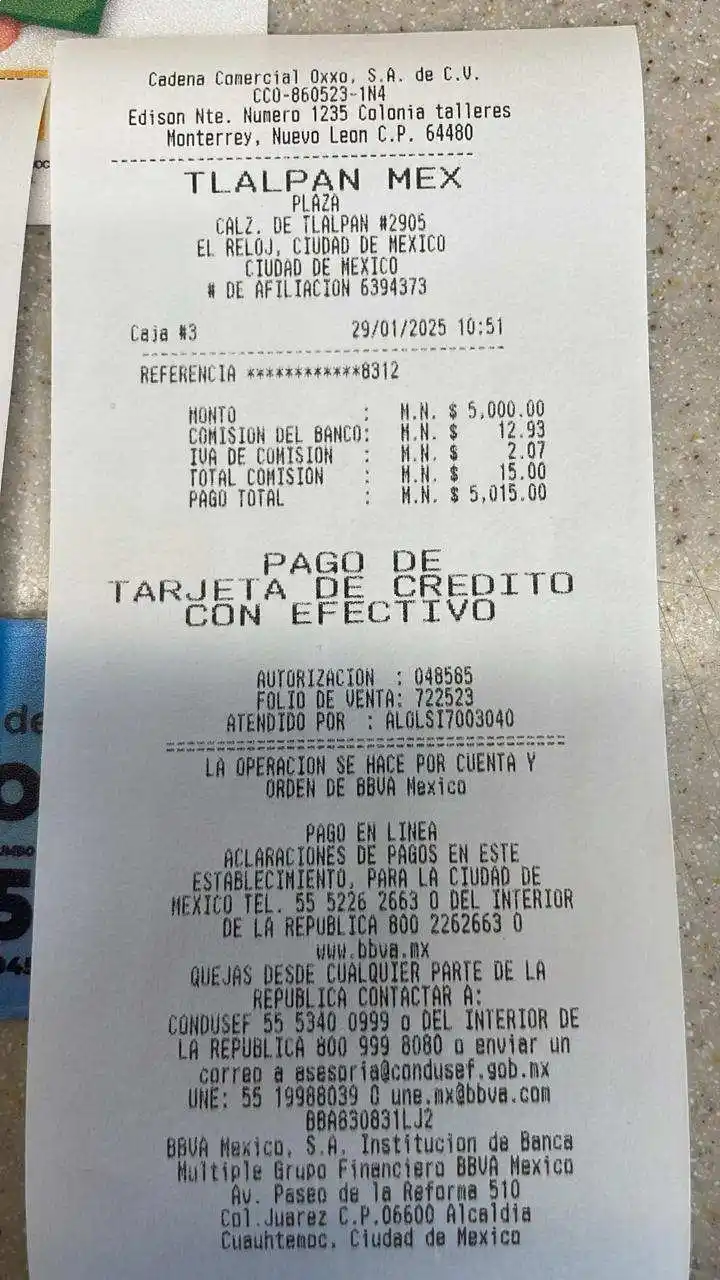 Cadena Comercial Oxxo, S.A. de C.V.
CCO-860523-1N4
Edison Nte. Numero 1235 Colonia talleres
Monterrey, Nuevo Leon C.P. 64480
TLALPAN MEX
PLAZA
CALZ. DE TLALPAN #2905
EL RELOJ, CIUDAD DE MEXICO
CIUDAD DE MEXICO
# DE AFILIACION 6394373
Caja #3 29/01/2025 10:51
REFERENCIA ************8312
MONTO : M.N. $ 5,000.00
COMISION DEL BANCO: M.N. $ 12.93
IVA DE COMISION : M.N. $ 2.07
TOTAL COMISION : M.N. $ 15.00
PAGO TOTAL : M.N. $ 5,015.00
PAGO DE
TARJETA DE CREDITO
CON EFECTIVO
AUTORIZACION : 048565
FOLIO DE VENTA: 722523
ATENDIDO POR : ALOLSI7003040
LA OPERACION SE HACE POR CUENTA Y
ORDEN DE BBVA Mexico
PAGO EN LINEA
ACLARACIONES DE PAGOS EN ESTE
ESTABLECIMIENTO, PARA LA CIUDAD DE
MEXICO TEL. 55 5226 2663 O DEL INTERIOR
DE LA REPUBLICA 800 2262663 O
www.bbva.mx
QUEJAS DESDE CUALQUIER PARTE DE LA
REPUBLICA CONTACTAR A:
CONDUSEF 55 5340 0999 o DEL INTERIOR DE
LA REPUBLICA 800 999 8080 o enviar un
correo a asesoria@condusef.gob.mx
UNE: 55 19988039 O une.mx@bbva.com
BBA830831LJ2
BBVA Mexico, S.A. Institucion de Banca
Multiple Grupo Financiero BBVA Mexico
Av. Paseo de la Reforma 510
Col.Juarez C.P.06600 Alcaldia
Cuauhtemoc, Ciudad de Mexico